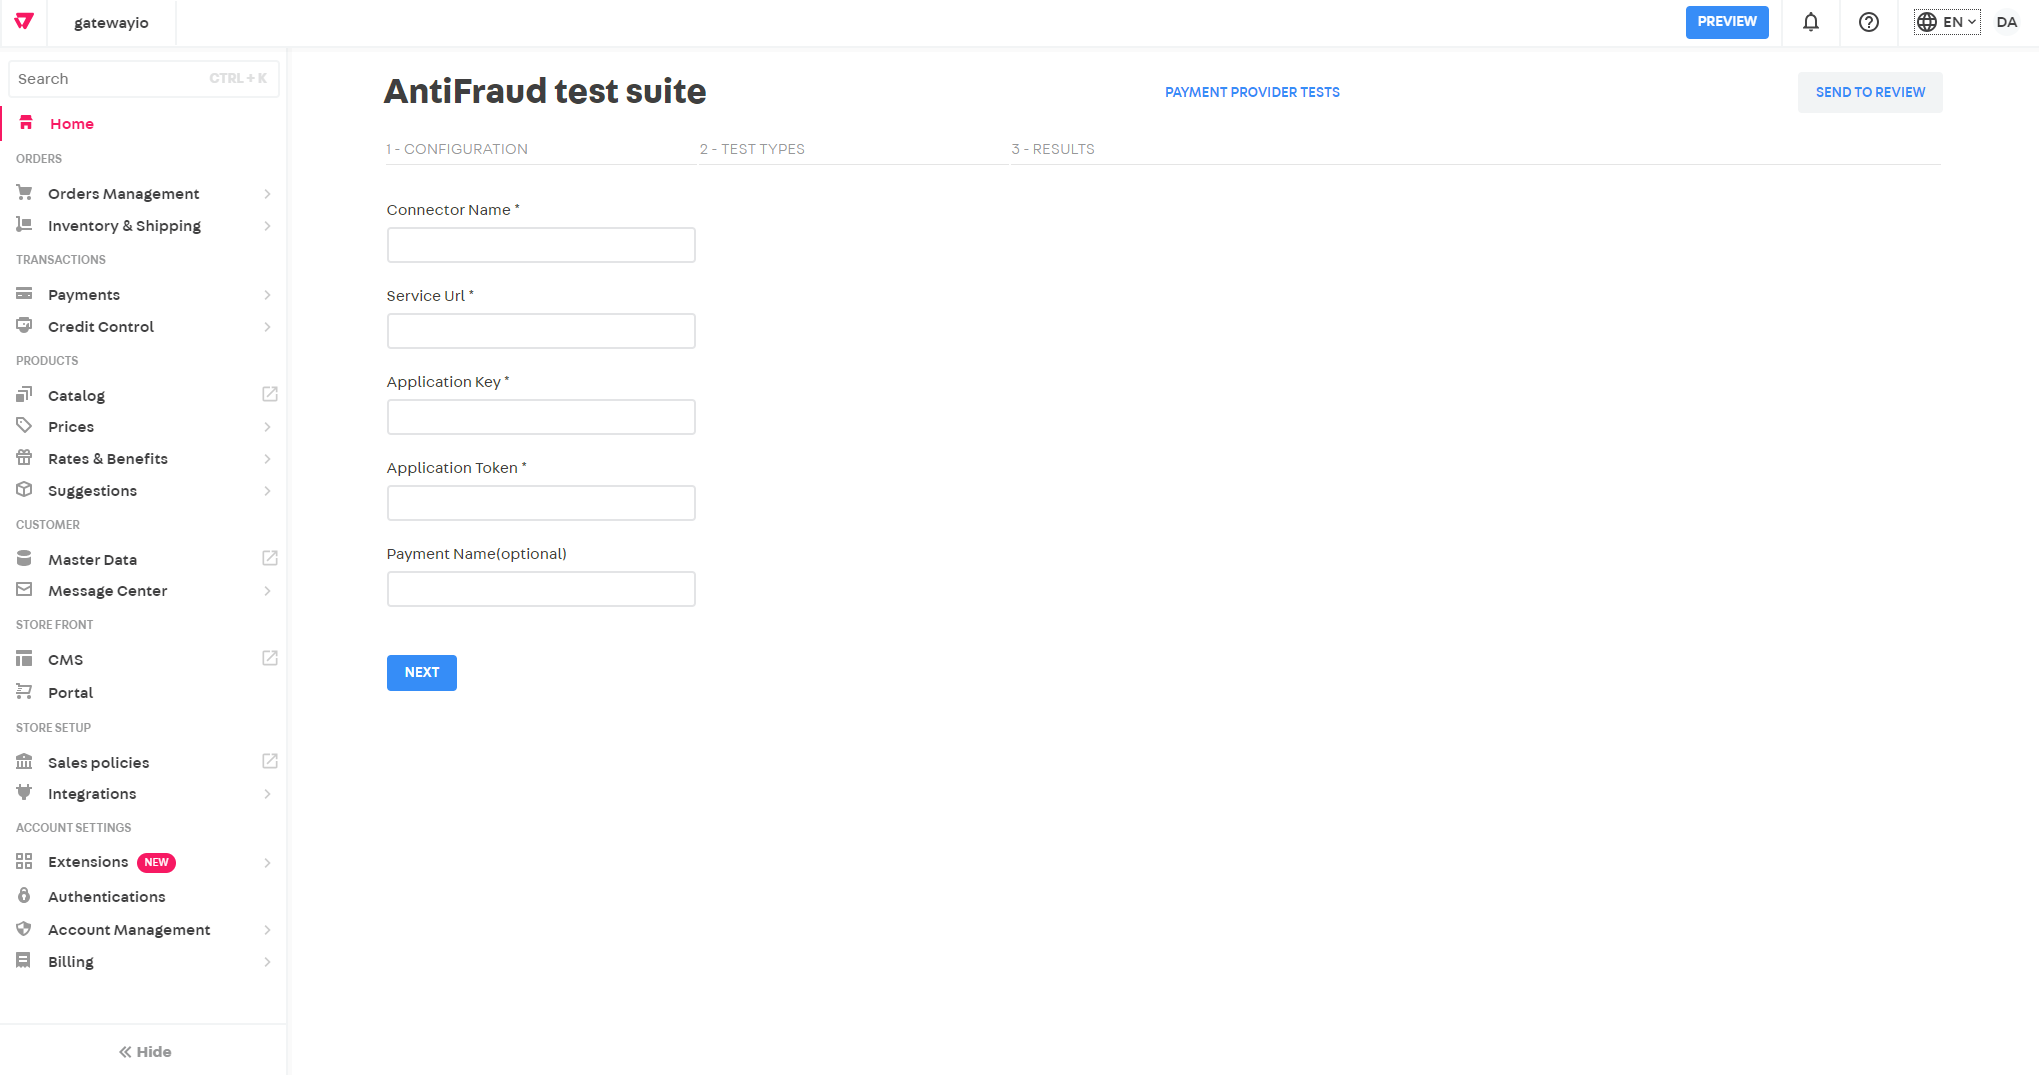 gatewayio
PREVIEW
EN
DA
Search
CTRL + K
Home
ORDERS
Orders Management
Inventory & Shipping
TRANSACTIONS
Payments
Credit Control
PRODUCTS
Catalog
Prices
Rates & Benefits
Suggestions
CUSTOMER
Master Data
Message Center
STORE FRONT
CMS
Portal
STORE SETUP
Sales policies
Integrations
ACCOUNT SETTINGS
Extensions NEW
Authentications
Account Management
Billing
Hide
AntiFraud test suite
PAYMENT PROVIDER TESTS
SEND TO REVIEW
1 - CONFIGURATION
2 - TEST TYPES
3 - RESULTS
Connector Name *
Service Url *
Application Key *
Application Token *
Payment Name(optional)
NEXT